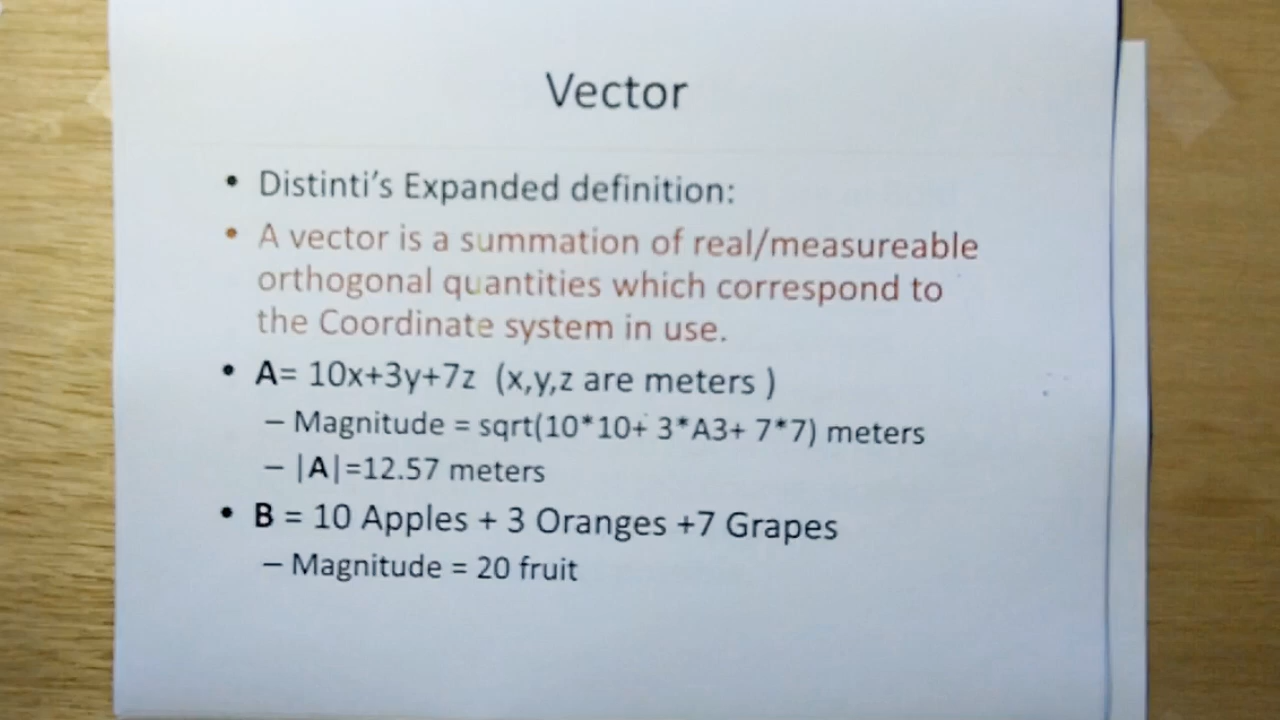 Vector
• Distinti's Expanded definition:
• A vector is a summation of real/measureable
orthogonal quantities which correspond to
the Coordinate system in use.
• A= 10x+3y+7z (x,y,z are meters )
– Magnitude = sqrt(10*10+ 3*A3+ 7*7) meters
– |A|=12.57 meters
• B = 10 Apples + 3 Oranges +7 Grapes
– Magnitude = 20 fruit